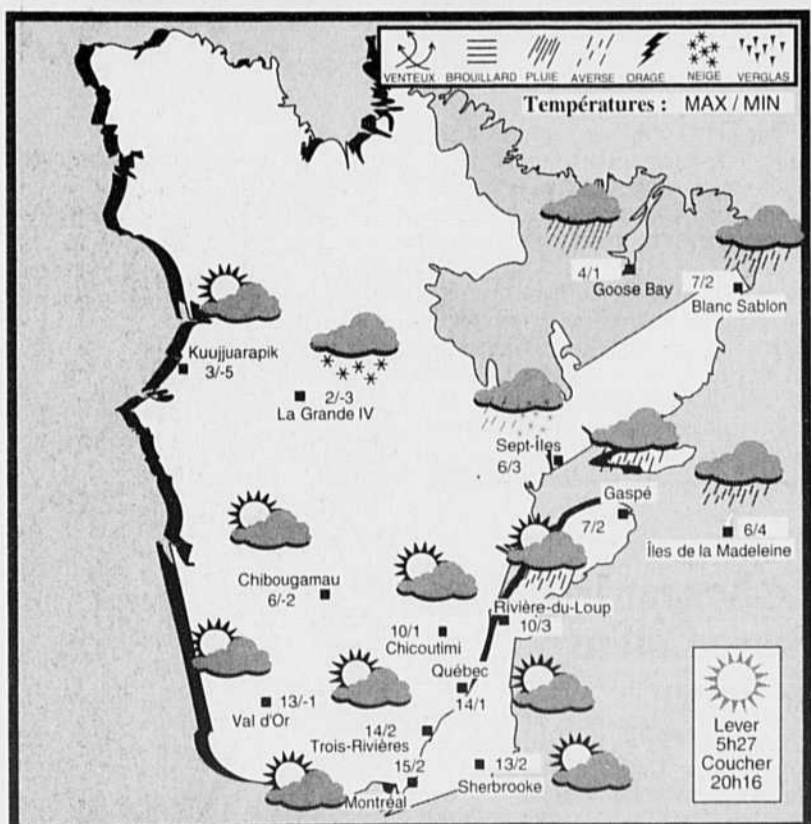 VENTEUX BROUILLARD PLUIE AVERSE ORAGE NEIGE VERGLAS
Températures : MAX / MIN
4/1
Goose Bay
7/2
Blanc Sablon
Kuujjuarapik
3/-5
2/-3
La Grande IV
Sept-Îles
6/3
Gaspé
7/2
6/4
Îles de la Madeleine
Chibougamau
6/-2
Rivière-du-Loup
10/3
10/1
Chicoutimi
Québec
14/1
13/-1
Val d'Or
14/2
Trois-Rivières
15/2
Montréal
13/2
Sherbrooke
Lever
5h27
Coucher
20h16